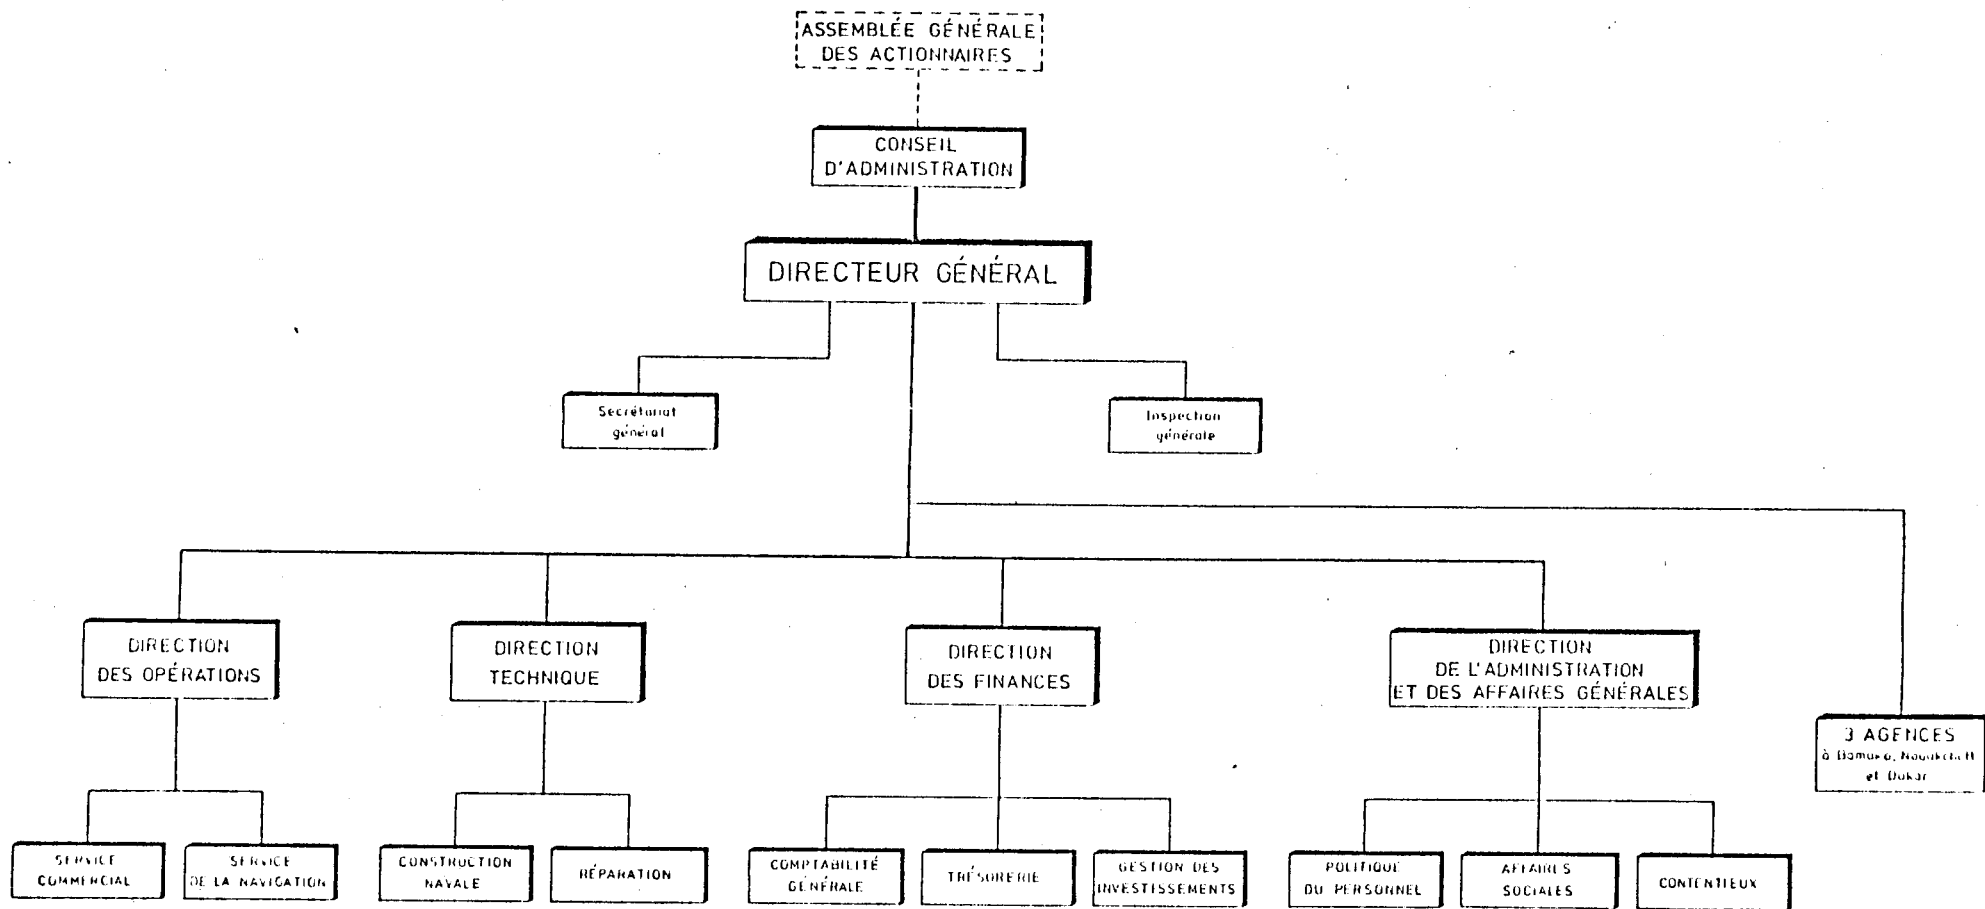 ASSEMBLÉE GÉNÉRALE
DES ACTIONNAIRES
CONSEIL
D'ADMINISTRATION
DIRECTEUR GÉNÉRAL
Secrétariat
général
Inspection
générale
DIRECTION
DES OPÉRATIONS
DIRECTION
TECHNIQUE
DIRECTION
DES FINANCES
DIRECTION
DE L'ADMINISTRATION
ET DES AFFAIRES GÉNÉRALES
3 AGENCES
à Bamako, Nouakchott
et Dakar
SERVICE
COMMERCIAL
SERVICE
DE LA NAVIGATION
CONSTRUCTION
NAVALE
RÉPARATION
COMPTABILITÉ
GÉNÉRALE
TRÉSORERIE
GESTION DES
INVESTISSEMENTS
POLITIQUE
DU PERSONNEL
AFFAIRES
SOCIALES
CONTENTIEUX